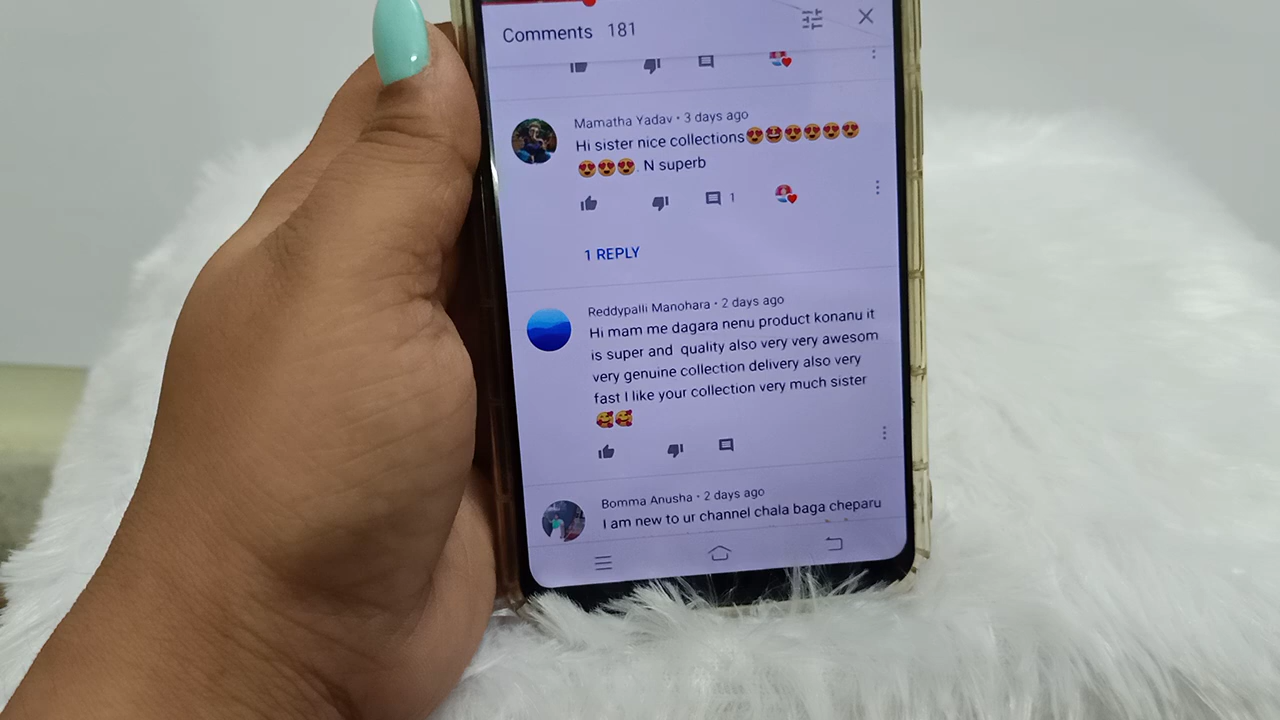 Comments 181
Mamatha Yadav • 3 days ago
Hi sister nice collections😍🤩😍😍😍😍
😍😍😍. N superb
1
1 REPLY
Reddypalli Manohara • 2 days ago
Hi mam me dagara nenu product konanu it
is super and quality also very very awesom
very genuine collection delivery also very
fast I like your collection very much sister
🥰🥰
Bomma Anusha • 2 days ago
I am new to ur channel chala baga cheparu